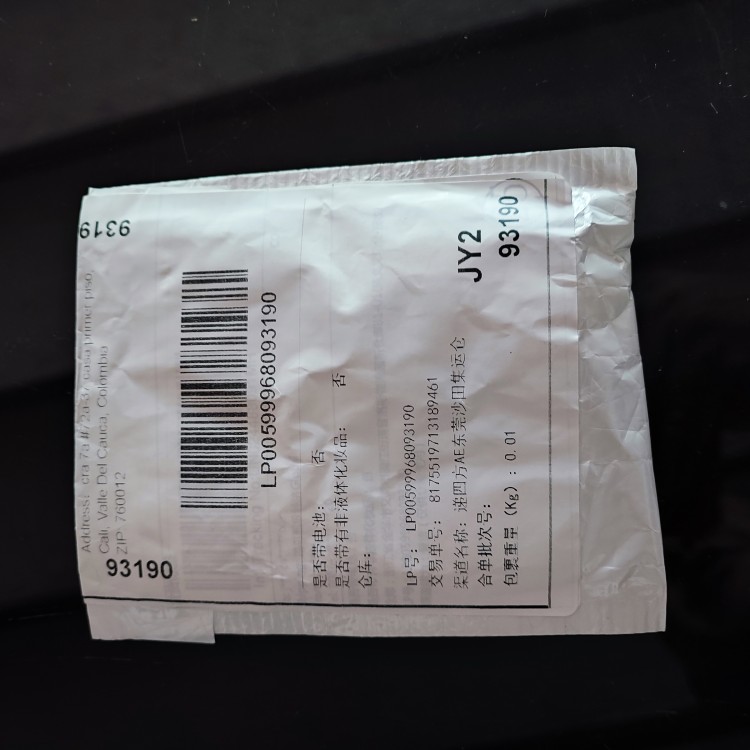 9319
Address: cra 7a #72a37 casa primer piso,
Cali, Valle Del Cauca, Colombia
ZIP: 760012
93190
LP00599968093190
是否带电池： 否
是否带有非液体化妆品： 否
仓库：
LP号： LP00599968093190
交易单号： 8175519713189461
渠道名称： 递四方AE东莞沙田集运仓
合单批次号：
包裹重量（Kg）：0.01
JY2
93190